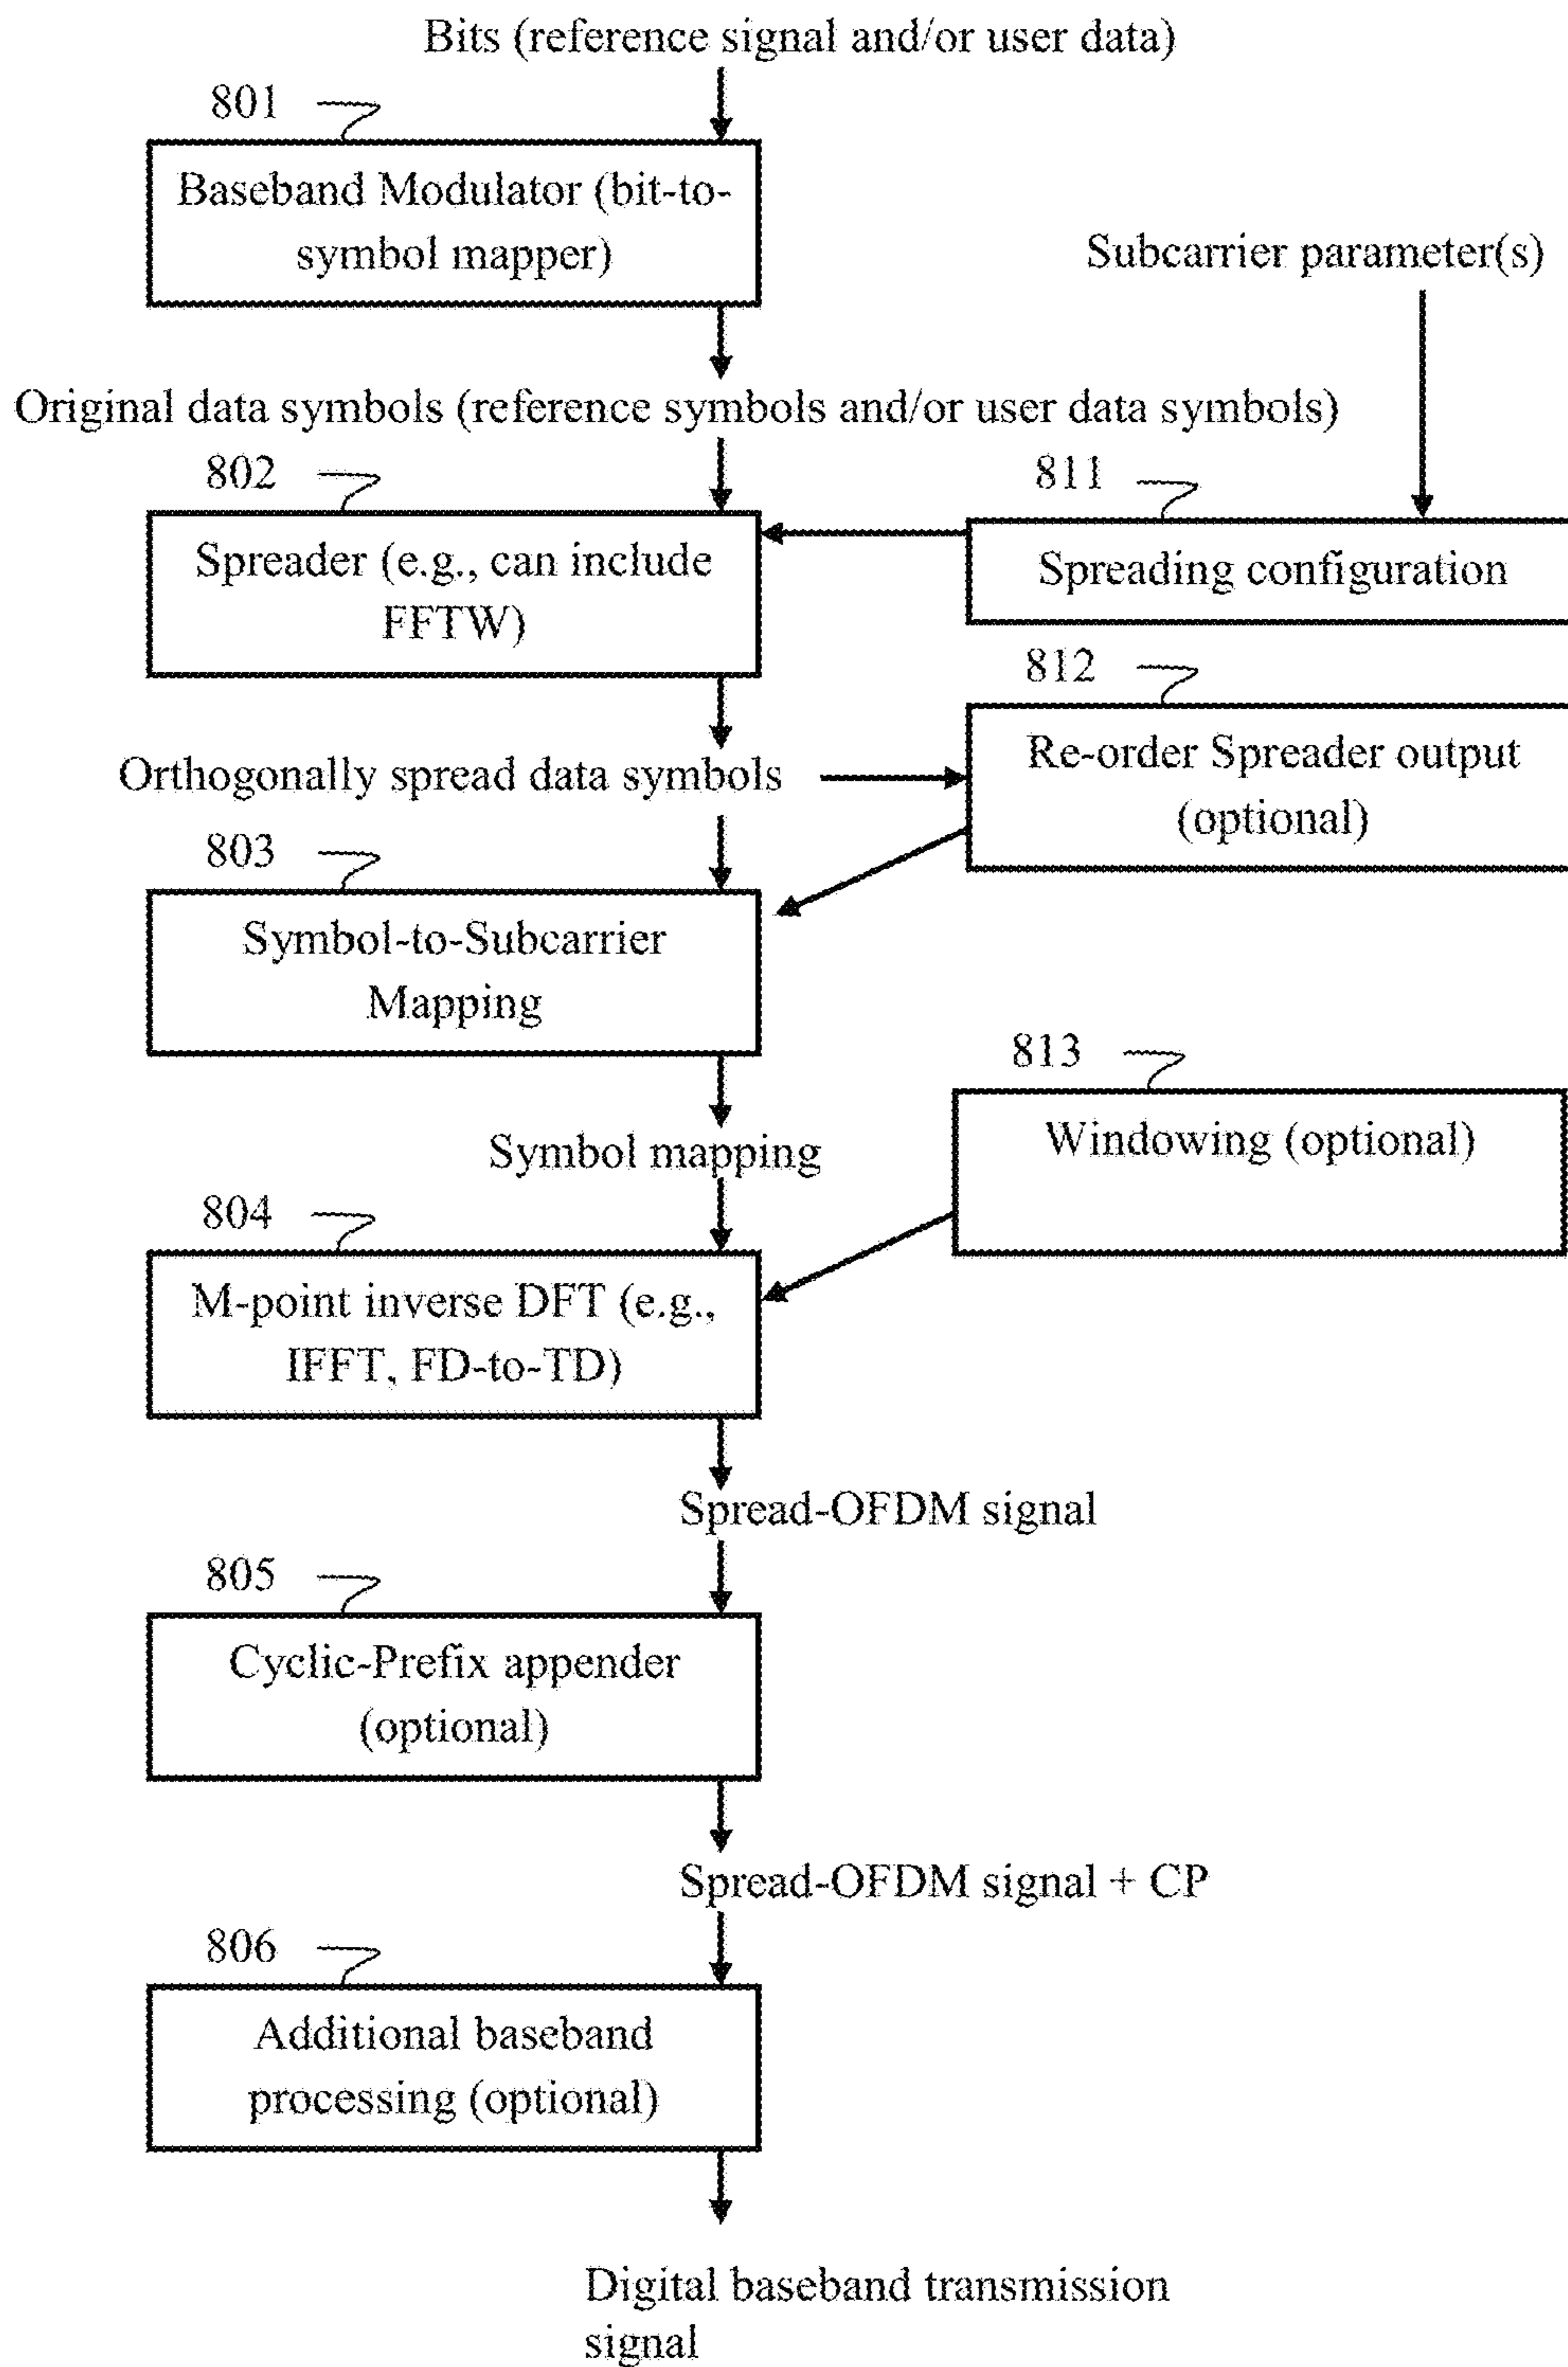 Bits (reference signal and/or user data)
801
Baseband Modulator (bit-to-
symbol mapper)
Subcarrier parameter(s)
Original data symbols (reference symbols and/or user data symbols)
802
811
Spreader (e.g., can include
FFTW)
Spreading configuration
812
Re-order Spreader output
(optional)
Orthogonally spread data symbols
803
Symbol-to-Subcarrier
Mapping
813
Windowing (optional)
Symbol mapping
804
M-point inverse DFT (e.g.,
IFFT, FD-to-TD)
Spread-OFDM signal
805
Cyclic-Prefix appender
(optional)
Spread-OFDM signal + CP
806
Additional baseband
processing (optional)
Digital baseband transmission
signal